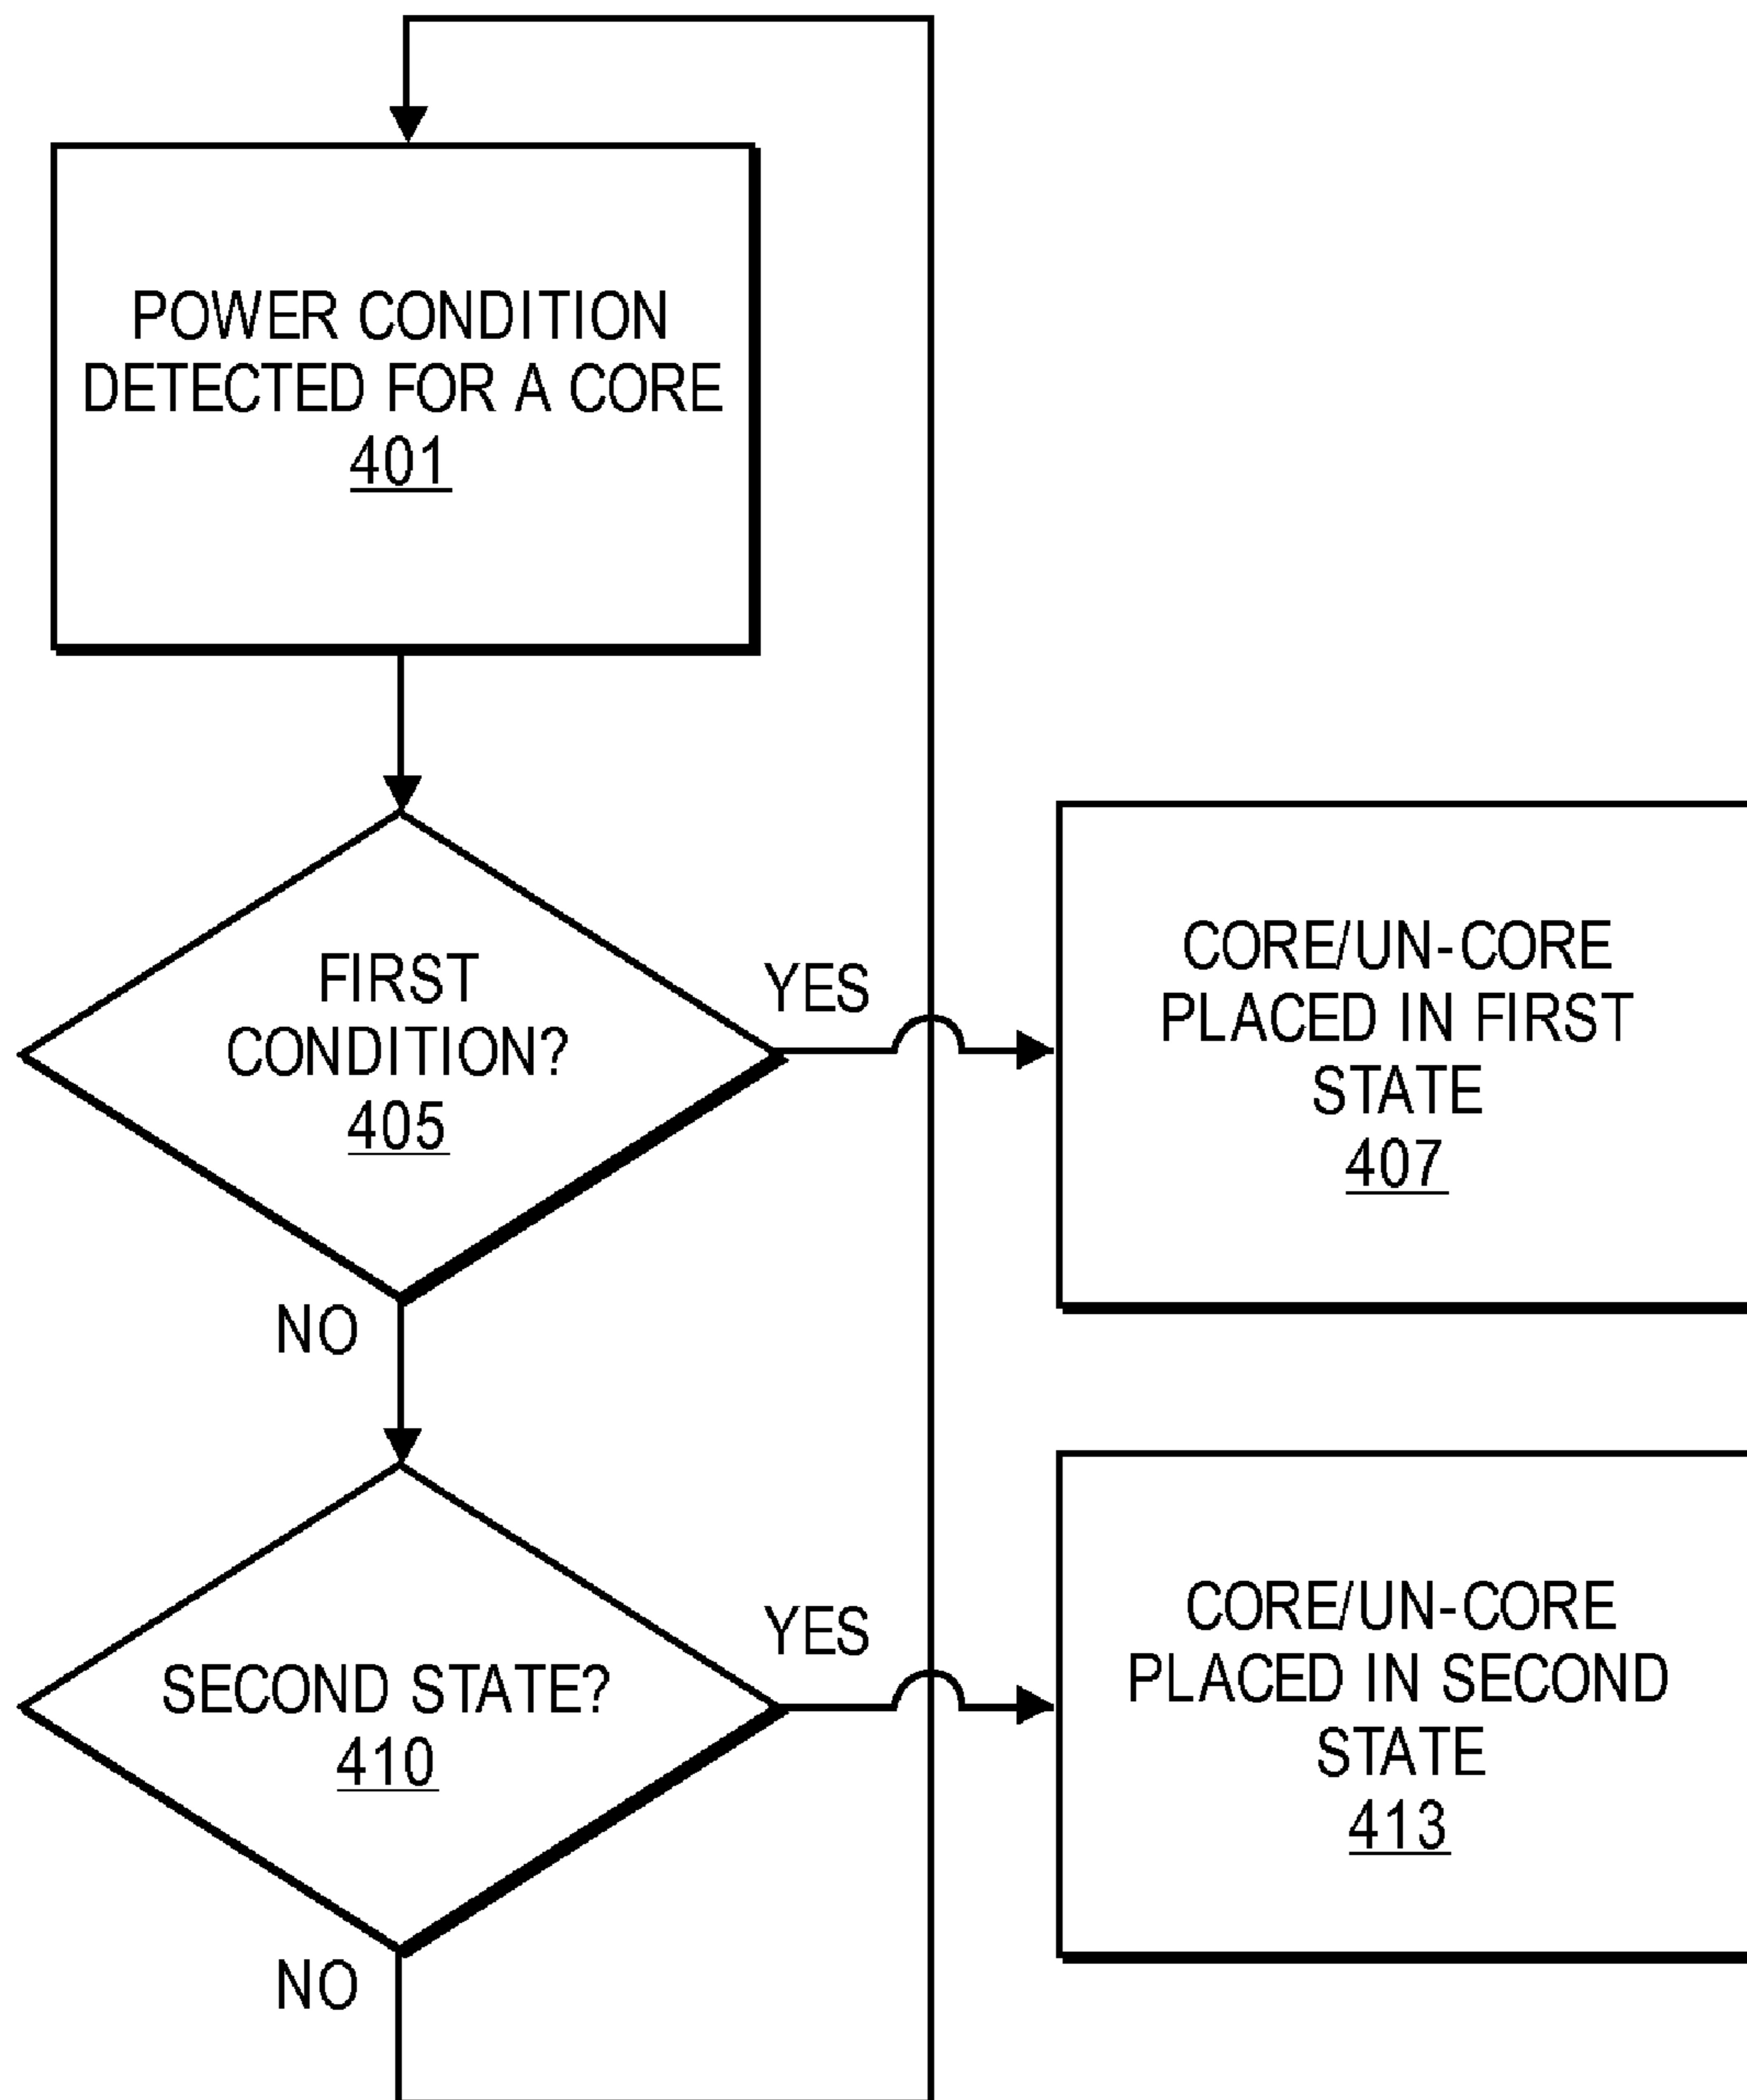 POWER CONDITION
DETECTED FOR A CORE
401
FIRST
CONDITION?
405
YES
NO
CORE/UN-CORE
PLACED IN FIRST
STATE
407
SECOND STATE?
410
YES
NO
CORE/UN-CORE
PLACED IN SECOND
STATE
413